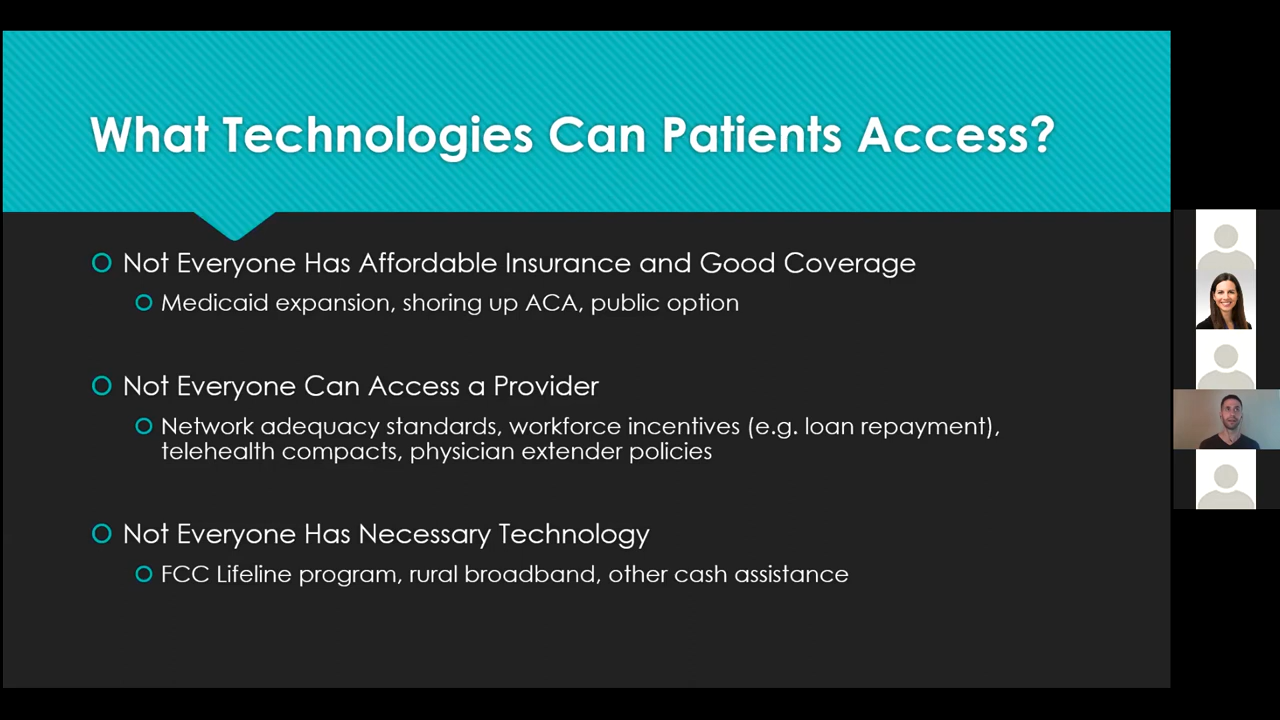 What Technologies Can Patients Access?
Not Everyone Has Affordable Insurance and Good Coverage
Medicaid expansion, shoring up ACA, public option
Not Everyone Can Access a Provider
Network adequacy standards, workforce incentives (e.g. loan repayment),
telehealth compacts, physician extender policies
Not Everyone Has Necessary Technology
FCC Lifeline program, rural broadband, other cash assistance